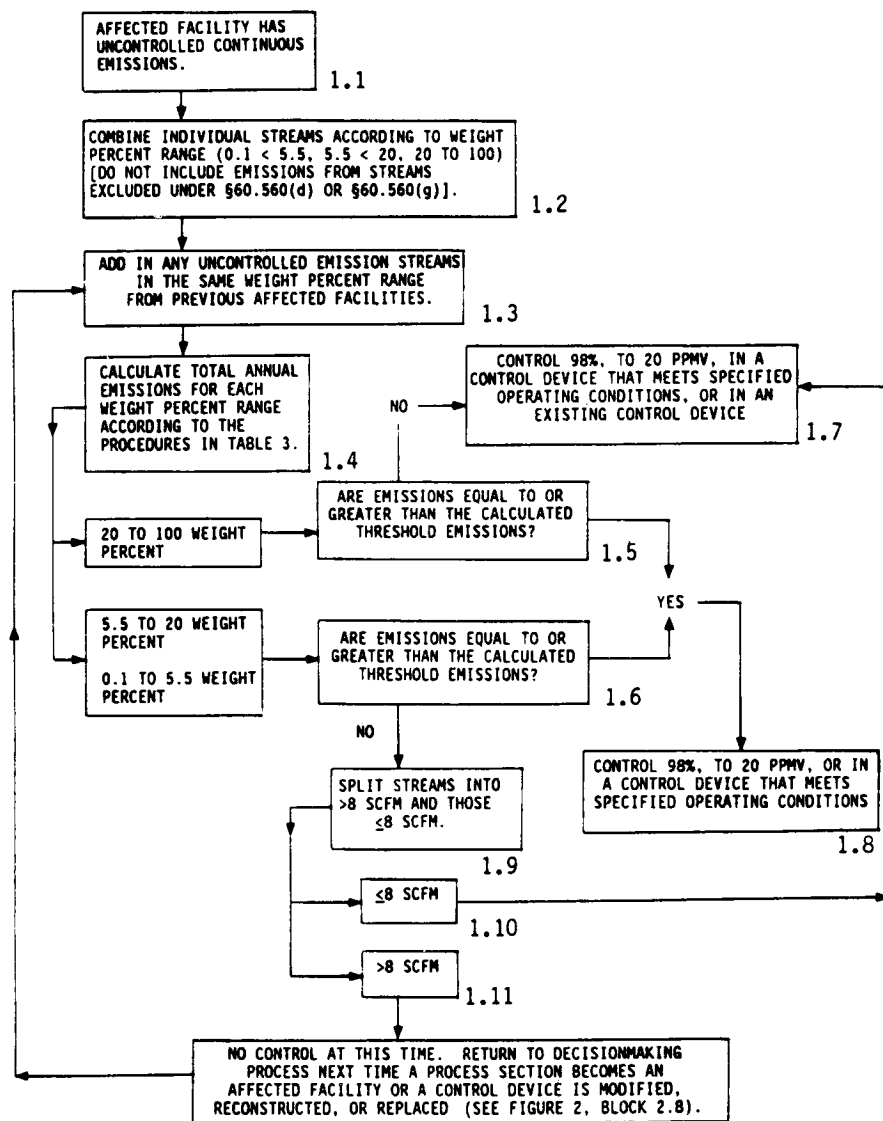 AFFECTED FACILITY HAS
UNCONTROLLED CONTINUOUS
EMISSIONS.
1.1
COMBINE INDIVIDUAL STREAMS ACCORDING TO WEIGHT
PERCENT RANGE (0.1 < 5.5, 5.5 < 20, 20 TO 100)
[DO NOT INCLUDE EMISSIONS FROM STREAMS
EXCLUDED UNDER §60.560(d) OR §60.560(g)].
1.2
ADD IN ANY UNCONTROLLED EMISSION STREAMS
IN THE SAME WEIGHT PERCENT RANGE
FROM PREVIOUS AFFECTED FACILITIES.
1.3
CALCULATE TOTAL ANNUAL
EMISSIONS FOR EACH
WEIGHT PERCENT RANGE
ACCORDING TO THE
PROCEDURES IN TABLE 3.
1.4
NO
CONTROL 98%, TO 20 PPMV, IN A
CONTROL DEVICE THAT MEETS SPECIFIED
OPERATING CONDITIONS, OR IN AN
EXISTING CONTROL DEVICE
1.7
20 TO 100 WEIGHT
PERCENT
ARE EMISSIONS EQUAL TO OR
GREATER THAN THE CALCULATED
THRESHOLD EMISSIONS?
1.5
YES
5.5 TO 20 WEIGHT
PERCENT
0.1 TO 5.5 WEIGHT
PERCENT
ARE EMISSIONS EQUAL TO OR
GREATER THAN THE CALCULATED
THRESHOLD EMISSIONS?
1.6
NO
CONTROL 98%, TO 20 PPMV, OR IN
A CONTROL DEVICE THAT MEETS
SPECIFIED OPERATING CONDITIONS
1.8
SPLIT STREAMS INTO
>8 SCFM AND THOSE
≤8 SCFM.
1.9
≤8 SCFM
1.10
>8 SCFM
1.11
NO CONTROL AT THIS TIME. RETURN TO DECISIONMAKING
PROCESS NEXT TIME A PROCESS SECTION BECOMES AN
AFFECTED FACILITY OR A CONTROL DEVICE IS MODIFIED,
RECONSTRUCTED, OR REPLACED (SEE FIGURE 2, BLOCK 2.8).